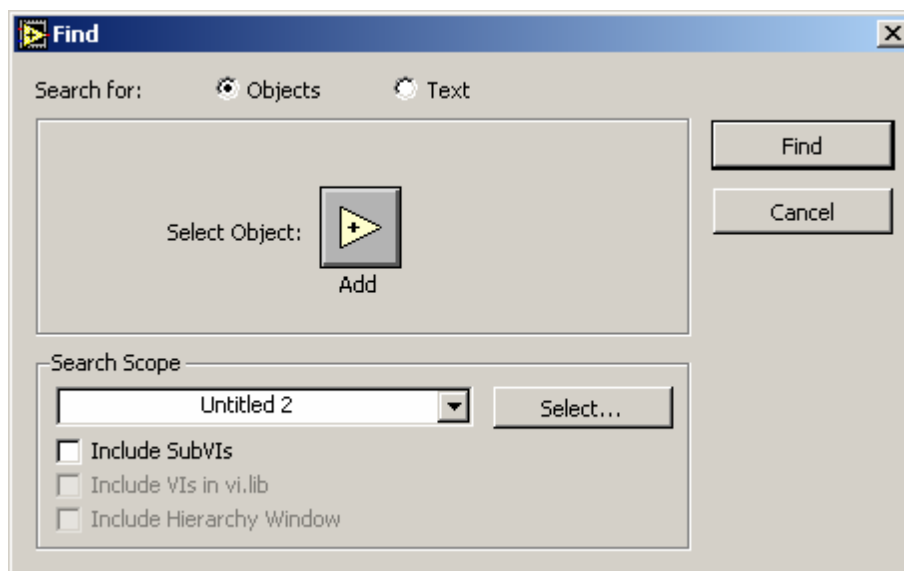 Find
Search for: Objects Text
Find
Cancel
Select Object:
Add
Search Scope
Untitled 2 Select...
Include SubVIs
Include VIs in vi.lib
Include Hierarchy Window